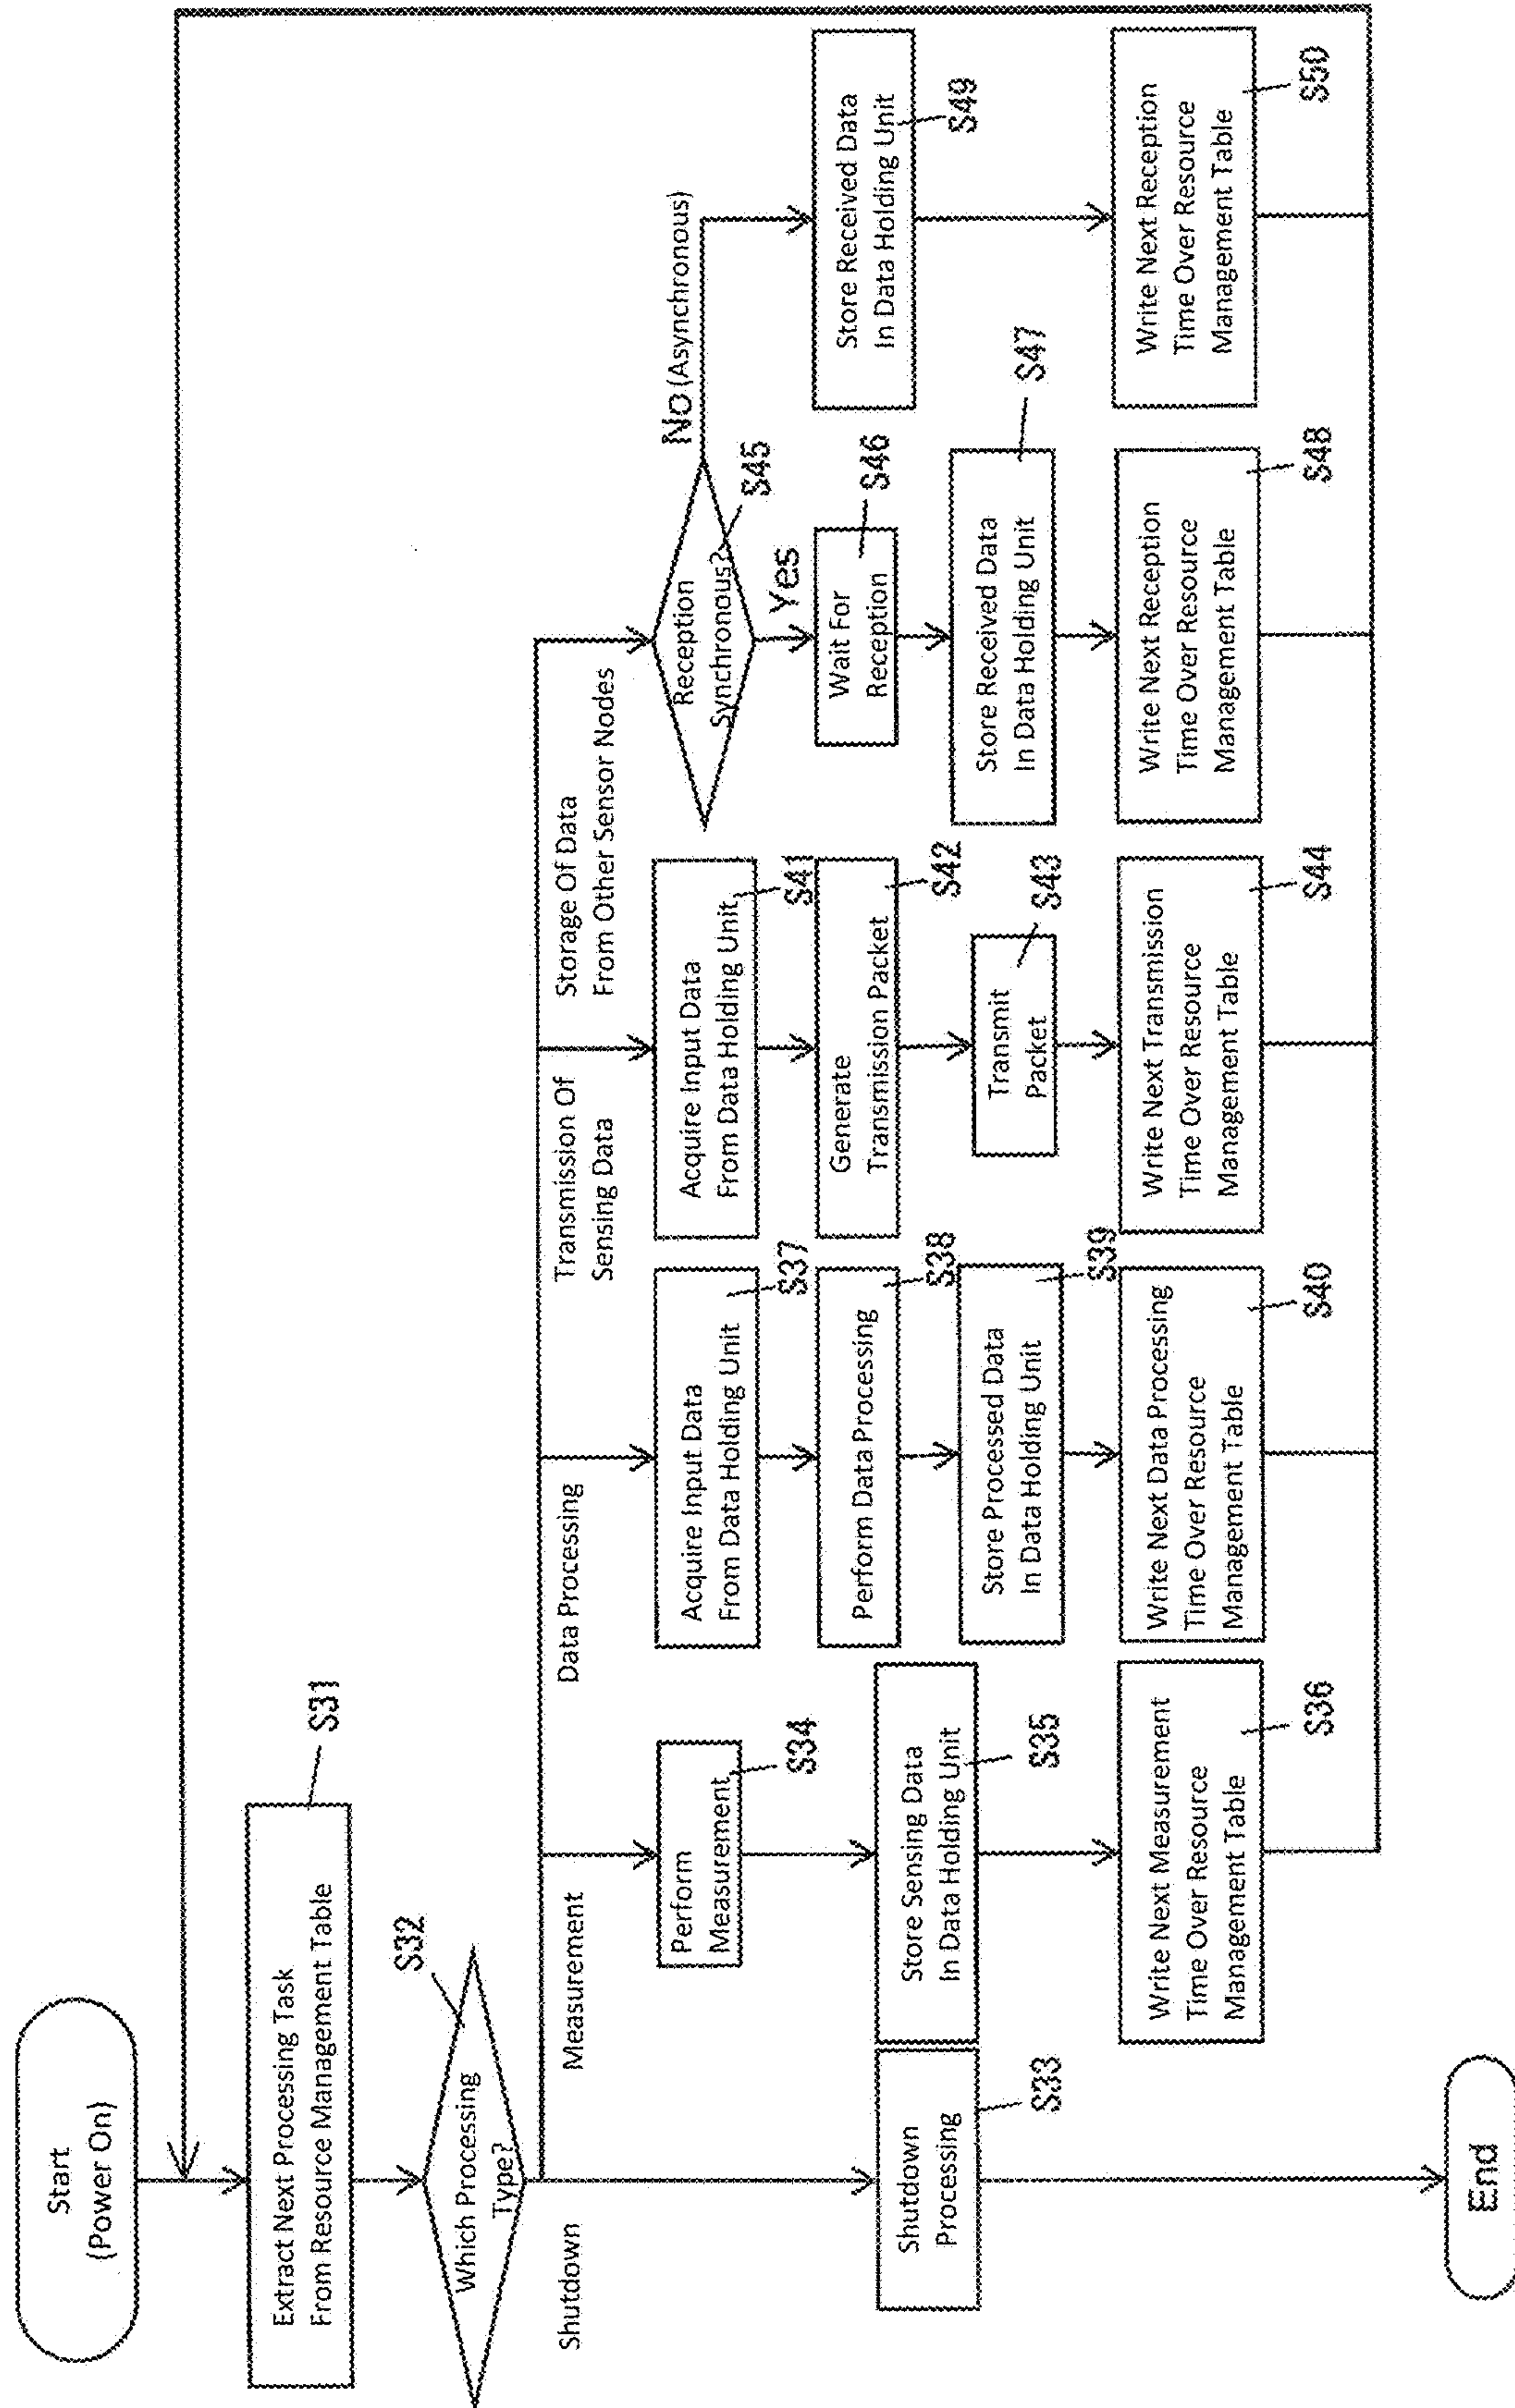 Start
(Power On)
Extract Next Processing Task
From Resource Management Table
S31
Which Processing
Type?
S32
Shutdown
Measurement
Data Processing
Transmission Of
Sensing Data
Storage Of Data
From Other Sensor Nodes
Shutdown
Processing
S33
End
Perform
Measurement
S34
Store Sensing Data
In Data Holding Unit
S35
Write Next Measurement
Time Over Resource
Management Table
S36
Acquire Input Data
From Data Holding Unit
S37
Perform Data Processing
S38
Store Processed Data
In Data Holding Unit
S39
Write Next Data Processing
Time Over Resource
Management Table
S40
Acquire Input Data
From Data Holding Unit
S41
Generate
Transmission Packet
S42
Transmit
Packet
S43
Write Next Transmission
Time Over Resource
Management Table
S44
Reception
Synchronous?
S45
Yes
NO (Asynchronous)
Wait For
Reception
S46
Store Received Data
In Data Holding Unit
S47
Write Next Reception
Time Over Resource
Management Table
S48
Store Received Data
In Data Holding Unit
S49
Write Next Reception
Time Over Resource
Management Table
S50